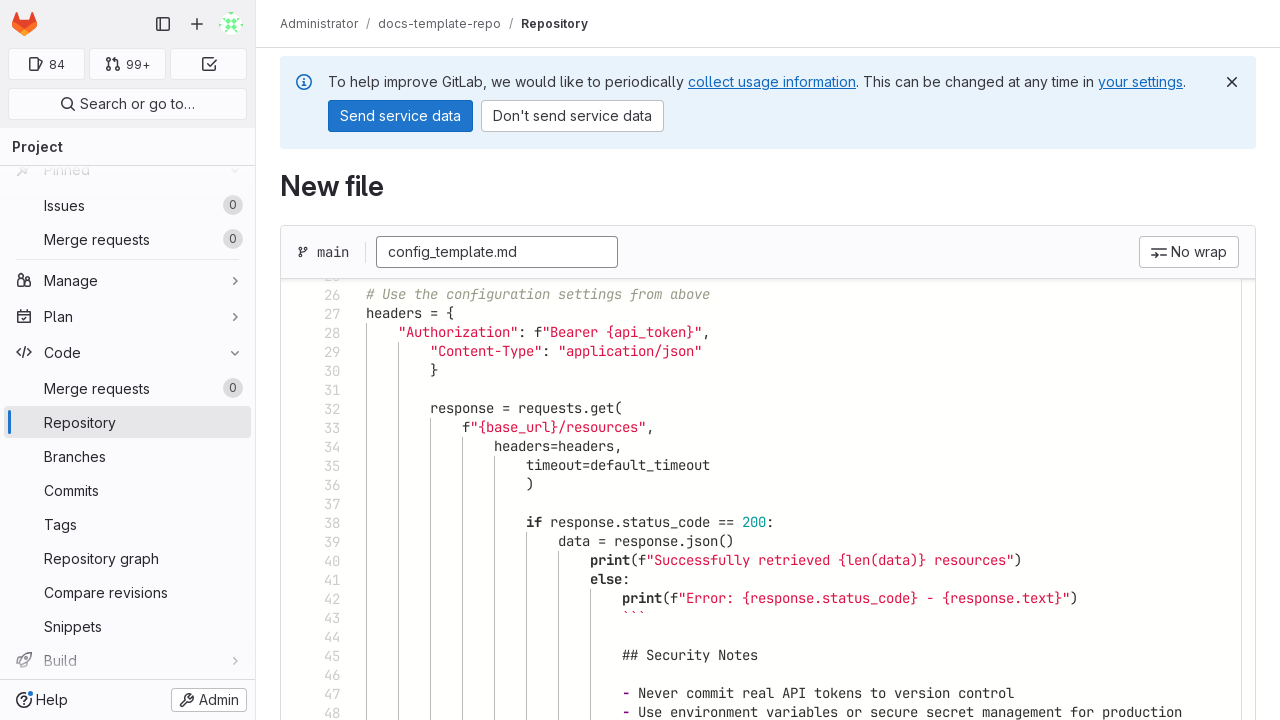 84
99+
Search or go to…
Project
Pinned
Issues 0
Merge requests 0
Manage
Plan
Code
Merge requests 0
Repository
Branches
Commits
Tags
Repository graph
Compare revisions
Snippets
Build
Help
Admin
Administrator / docs-template-repo / Repository
To help improve GitLab, we would like to periodically collect usage information. This can be changed at any time in your settings.
Send service data
Don't send service data
New file
main
config_template.md
No wrap
26 # Use the configuration settings from above
27 headers = {
28 "Authorization": f"Bearer {api_token}",
29 "Content-Type": "application/json"
30 }
31
32 response = requests.get(
33 f"{base_url}/resources",
34 headers=headers,
35 timeout=default_timeout
36 )
37
38 if response.status_code == 200:
39 data = response.json()
40 print(f"Successfully retrieved {len(data)} resources")
41 else:
42 print(f"Error: {response.status_code} - {response.text}")
43 ```
44
45 ## Security Notes
46
47 - Never commit real API tokens to version control
48 - Use environment variables or secure secret management for production